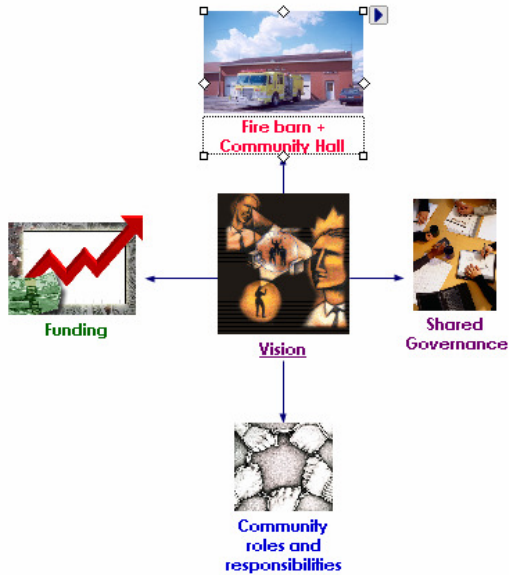 Fire barn +
Community Hall
Vision
Funding
Shared
Governance
Community
roles and
responsibilities